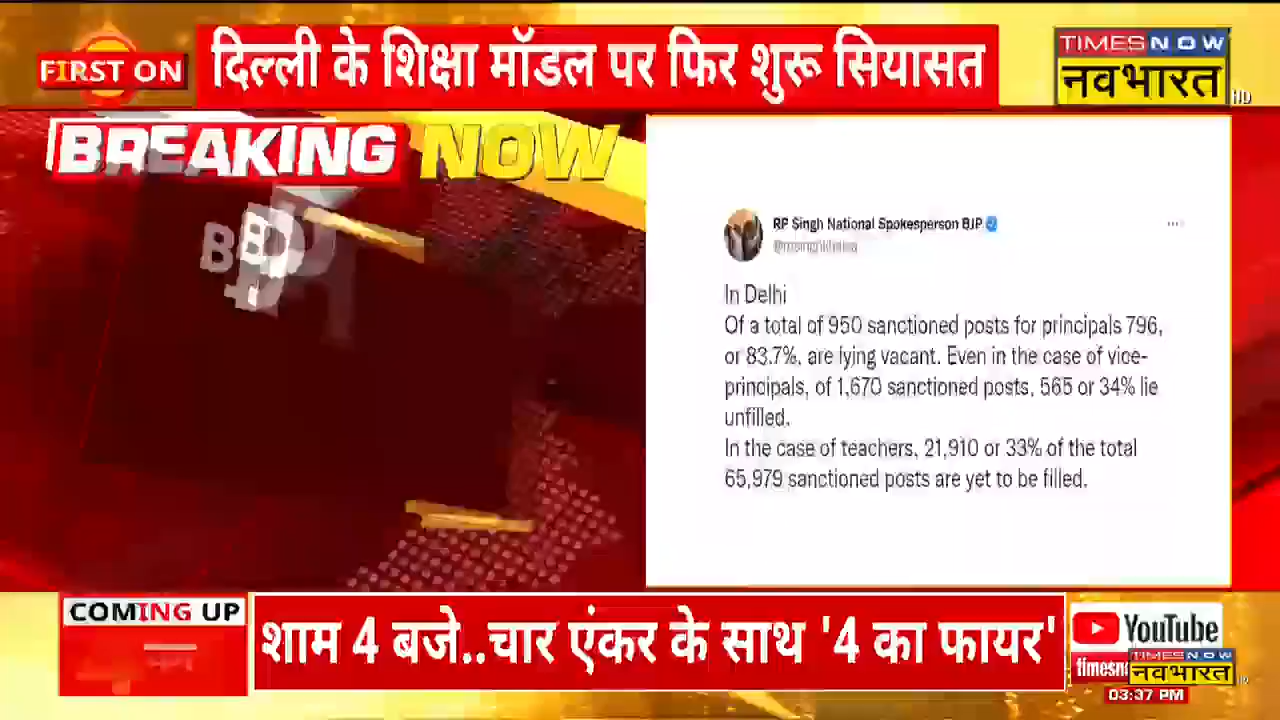 FIRST ON
दिल्ली के शिक्षा मॉडल पर फिर शुरू सियासत
TIMES NOW
नवभारत
HD
BREAKING NOW
RP Singh National Spokesperson BJP
In Delhi
Of a total of 950 sanctioned posts for principals 796,
or 83.7%, are lying vacant. Even in the case of vice-
principals, of 1,670 sanctioned posts, 565 or 34% lie
unfilled.
In the case of teachers, 21,910 or 33% of the total
65,979 sanctioned posts are yet to be filled.
COMING UP
शाम 4 बजे..चार एंकर के साथ '4 का फायर'
YouTube
TIMES NOW
नवभारत
03:37 PM